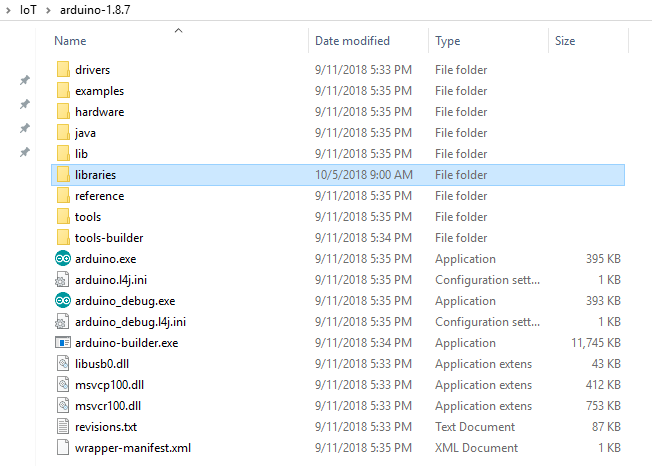 IoT > arduino-1.8.7
Name Date modified Type Size
drivers 9/11/2018 5:33 PM File folder
examples 9/11/2018 5:35 PM File folder
hardware 9/11/2018 5:35 PM File folder
java 9/11/2018 5:35 PM File folder
lib 9/11/2018 5:35 PM File folder
libraries 10/5/2018 9:00 AM File folder
reference 9/11/2018 5:35 PM File folder
tools 9/11/2018 5:35 PM File folder
tools-builder 9/11/2018 5:34 PM File folder
arduino.exe 9/11/2018 5:35 PM Application 395 KB
arduino.l4j.ini 9/11/2018 5:35 PM Configuration sett... 1 KB
arduino_debug.exe 9/11/2018 5:35 PM Application 393 KB
arduino_debug.l4j.ini 9/11/2018 5:35 PM Configuration sett... 1 KB
arduino-builder.exe 9/11/2018 5:34 PM Application 11,745 KB
libusb0.dll 9/11/2018 5:33 PM Application extens 43 KB
msvcp100.dll 9/11/2018 5:33 PM Application extens 412 KB
msvcr100.dll 9/11/2018 5:33 PM Application extens 753 KB
revisions.txt 9/11/2018 5:33 PM Text Document 87 KB
wrapper-manifest.xml 9/11/2018 5:35 PM XML Document 1 KB